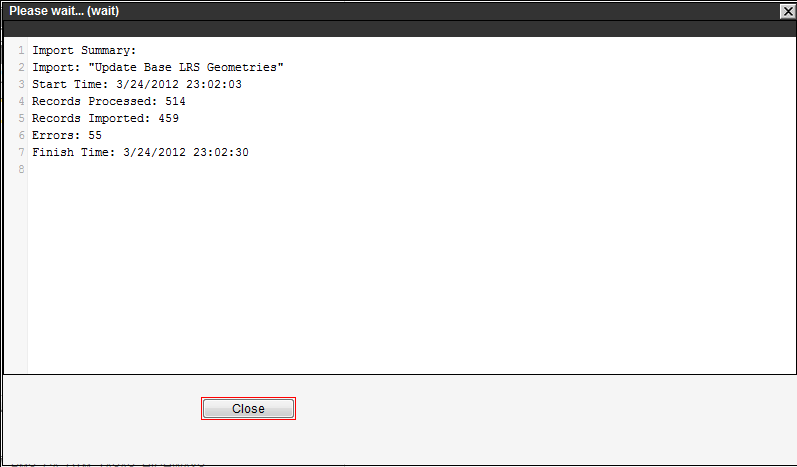 Please wait... (wait)
1 Import Summary:
2 Import: "Update Base LRS Geometries"
3 Start Time: 3/24/2012 23:02:03
4 Records Processed: 514
5 Records Imported: 459
6 Errors: 55
7 Finish Time: 3/24/2012 23:02:30
8
Close